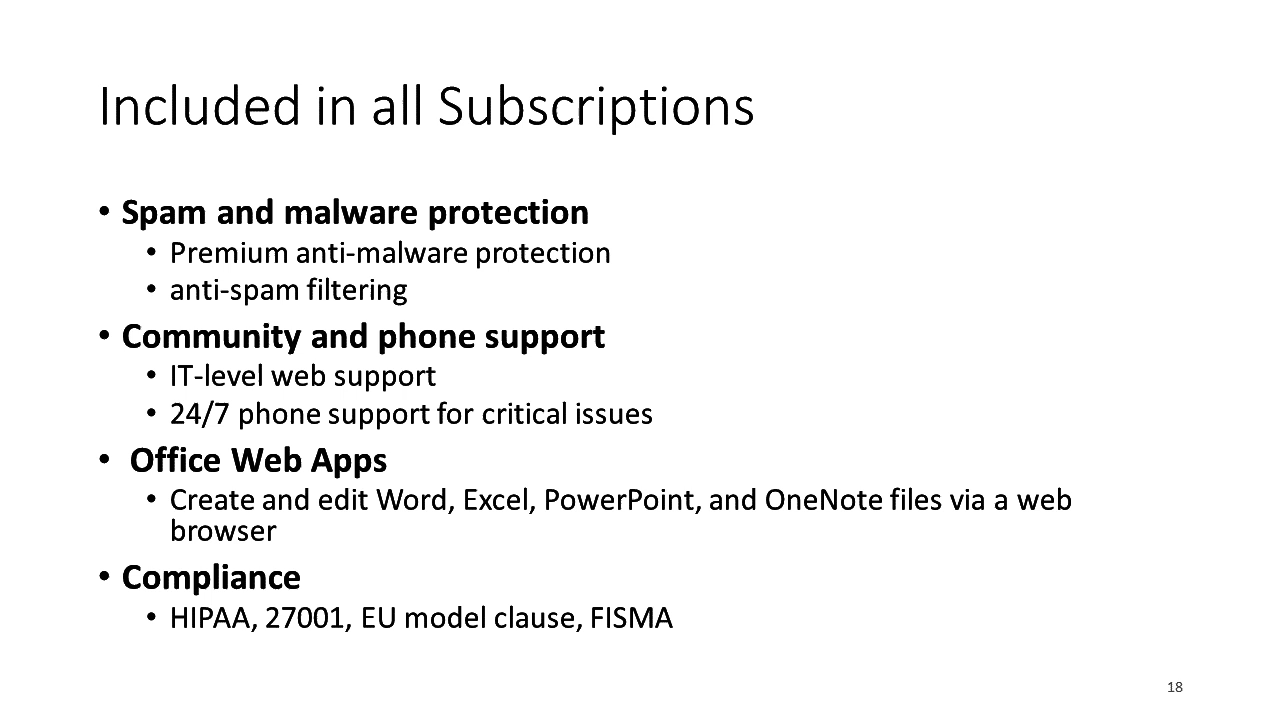 Included in all Subscriptions
• Spam and malware protection
• Premium anti-malware protection
• anti-spam filtering
• Community and phone support
• IT-level web support
• 24/7 phone support for critical issues
• Office Web Apps
• Create and edit Word, Excel, PowerPoint, and OneNote files via a web
browser
• Compliance
• HIPAA, 27001, EU model clause, FISMA
18